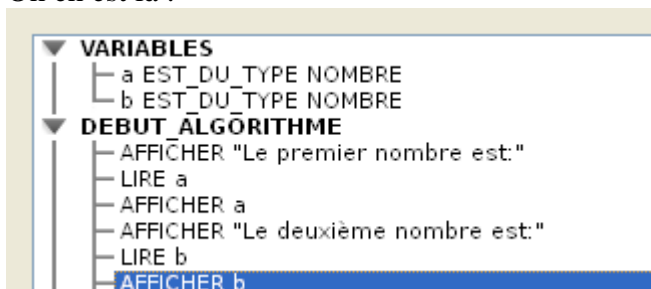 On en est là :
VARIABLES
a EST_DU_TYPE NOMBRE
b EST_DU_TYPE NOMBRE
DEBUT_ALGORITHME
AFFICHER "Le premier nombre est:"
LIRE a
AFFICHER a
AFFICHER "Le deuxième nombre est:"
LIRE b
AFFICHER b